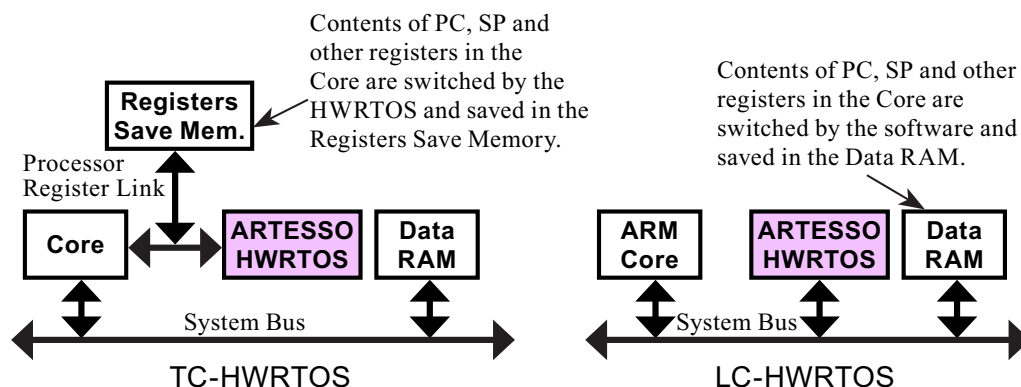 Contents of PC, SP and
other registers in the
Core are switched by the
HWRTOS and saved in the
Registers Save Memory.
Registers
Save Mem.
Processor
Register Link
Core
ARTESSO
HWRTOS
Data
RAM
System Bus
TC-HWRTOS
Contents of PC, SP and other
registers in the Core are
switched by the software and
saved in the Data RAM.
ARM
Core
ARTESSO
HWRTOS
Data
RAM
System Bus
LC-HWRTOS